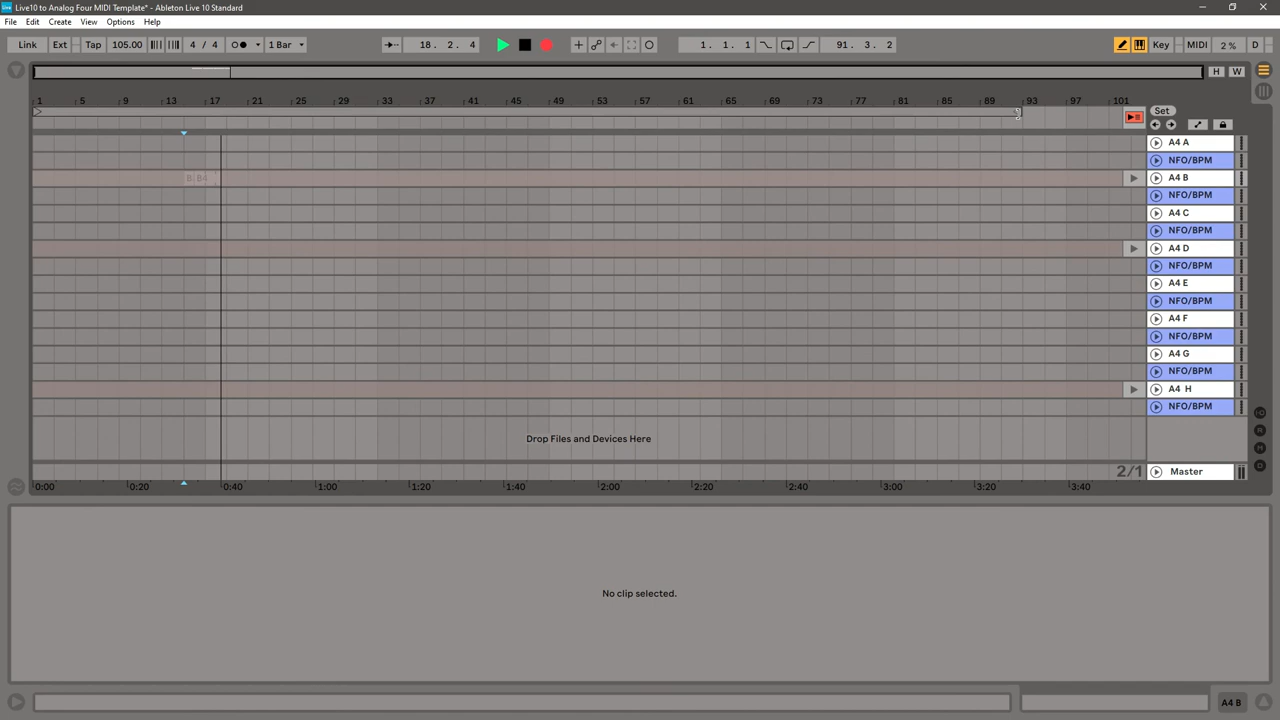 Live Live10 to Analog Four MIDI Template* - Ableton Live 10 Standard
File Edit Create View Options Help
Link Ext Tap 105.00 4 / 4 1 Bar 18. 2. 4 1. 1. 1 91. 3. 2 Key MIDI 2 % D
H W
1 5 9 13 17 21 25 29 33 37 41 45 49 53 57 61 65 69 73 77 81 85 89 93 97 101
Set
A4 A
NFO/BPM
B B4 A4 B
NFO/BPM
A4 C
NFO/BPM
A4 D
NFO/BPM
A4 E
NFO/BPM
A4 F
NFO/BPM
A4 G
NFO/BPM
A4 H
NFO/BPM
Drop Files and Devices Here
2/1 Master
0:00 0:20 0:40 1:00 1:20 1:40 2:00 2:20 2:40 3:00 3:20 3:40
No clip selected.
A4 B